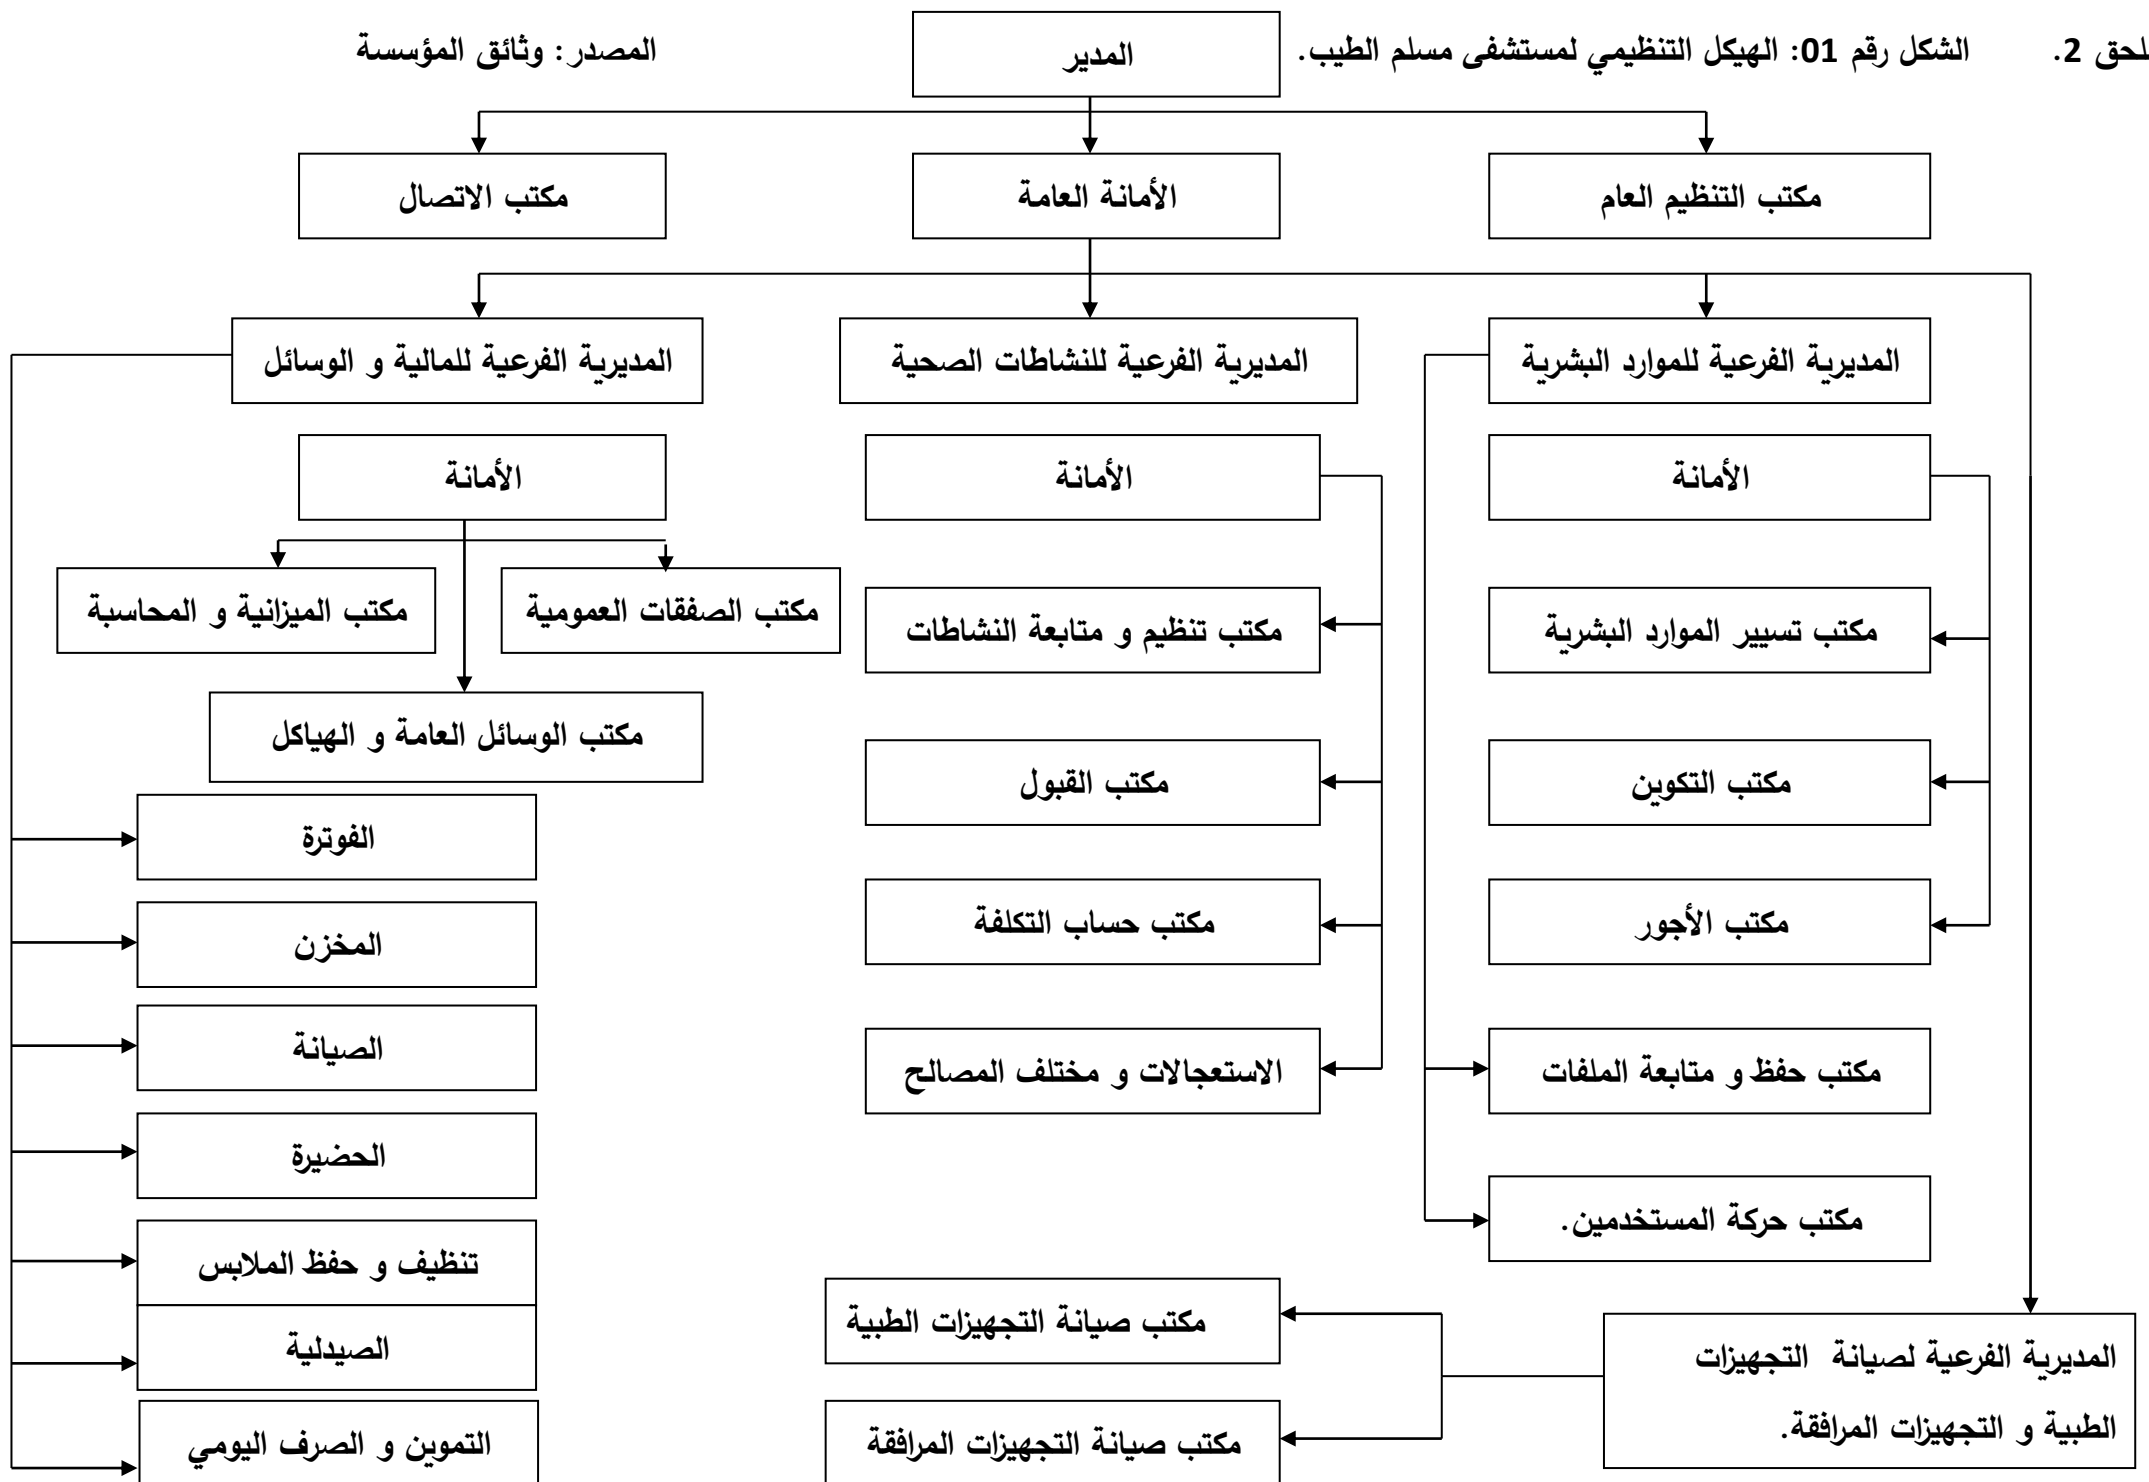 لحق 2. الشكل رقم 01: الهيكل التنظيمي لمستشفى مسلم الطيب. المصدر: وثائق المؤسسة
المدير
مكتب التنظيم العام
الأمانة العامة
مكتب الاتصال
المديرية الفرعية للموارد البشرية
المديرية الفرعية للنشاطات الصحية
المديرية الفرعية للمالية و الوسائل
الأمانة
الأمانة
الأمانة
مكتب تسيير الموارد البشرية
مكتب تنظيم و متابعة النشاطات
مكتب الصفقات العمومية
مكتب الميزانية و المحاسبة
مكتب الوسائل العامة و الهياكل
مكتب التكوين
مكتب القبول
الفوترة
مكتب الأجور
مكتب حساب التكلفة
المخزن
الصيانة
مكتب حفظ و متابعة الملفات
الاستعجالات و مختلف المصالح
الحضيرة
مكتب حركة المستخدمين.
تنظيف و حفظ الملابس
مكتب صيانة التجهيزات الطبية
الصيدلية
المديرية الفرعية لصيانة التجهيزات
الطبية و التجهيزات المرافقة.
مكتب صيانة التجهيزات المرافقة
التموين و الصرف اليومي